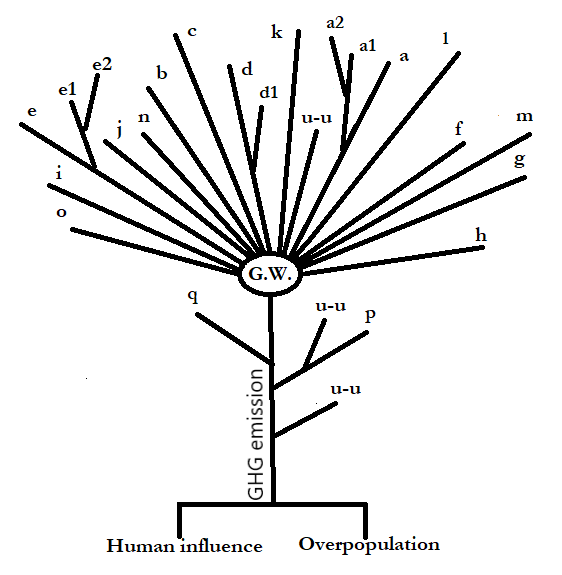 a2
c
k
a1
l
e2
a
b
d
e1
d1
m
e
j
n
u-u
f
g
i
o
h
G.W.
q
u-u
p
u-u
GHG emission
Human influence
Overpopulation